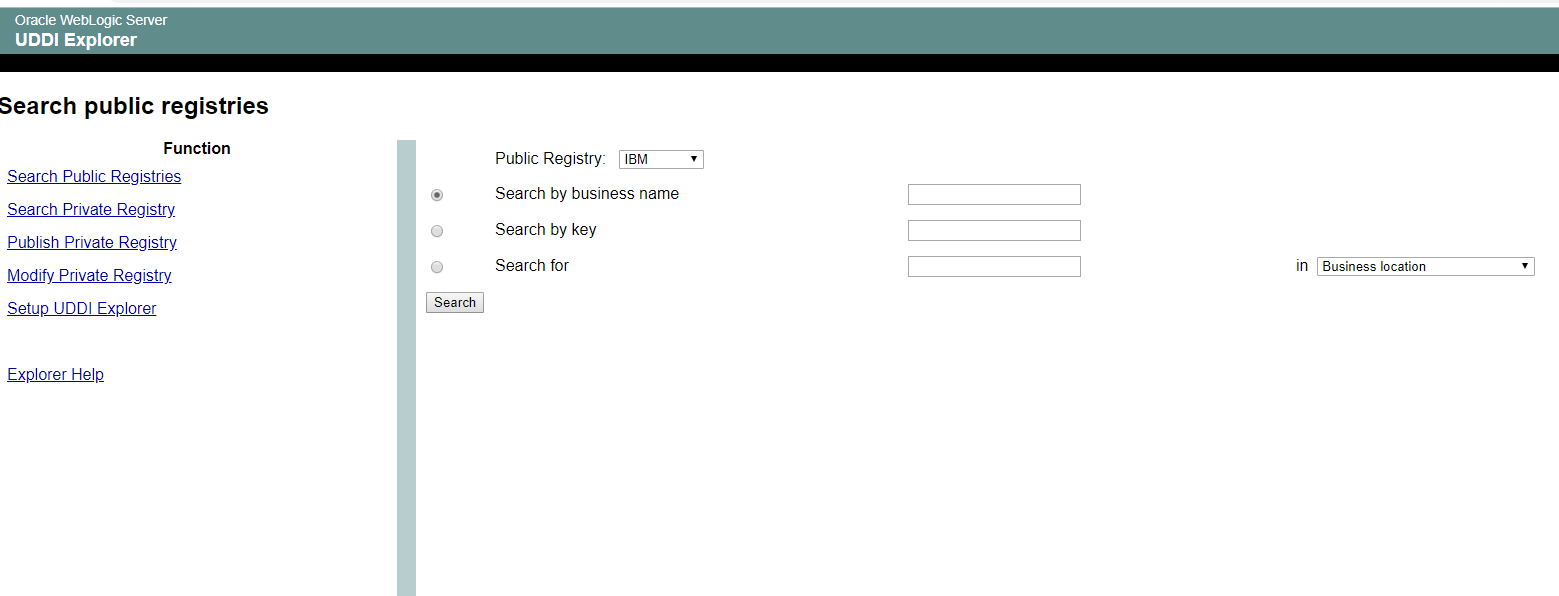 Oracle WebLogic Server
UDDI Explorer
Search public registries
Function
Search Public Registries
Search Private Registry
Publish Private Registry
Modify Private Registry
Setup UDDI Explorer
Explorer Help
Public Registry: IBM
Search by business name
Search by key
Search for in Business location
Search